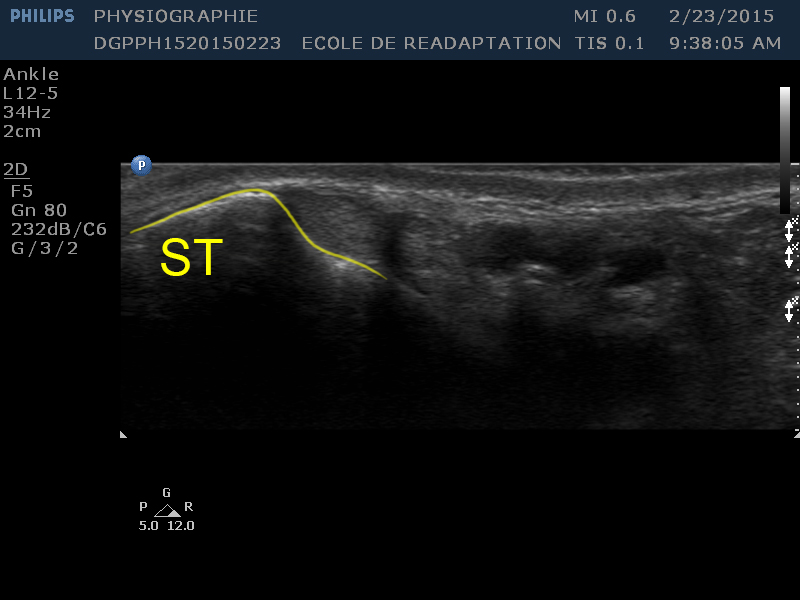 PHILIPS PHYSIOGRAPHIE MI 0.6 2/23/2015
DGPPH1520150223 ECOLE DE READAPTATION TIS 0.1 9:38:05 AM
Ankle
L12-5
34Hz
2cm
2D
F5
Gn 80
232dB/C6
G/3/2
P
ST
G
P R
5.0 12.0